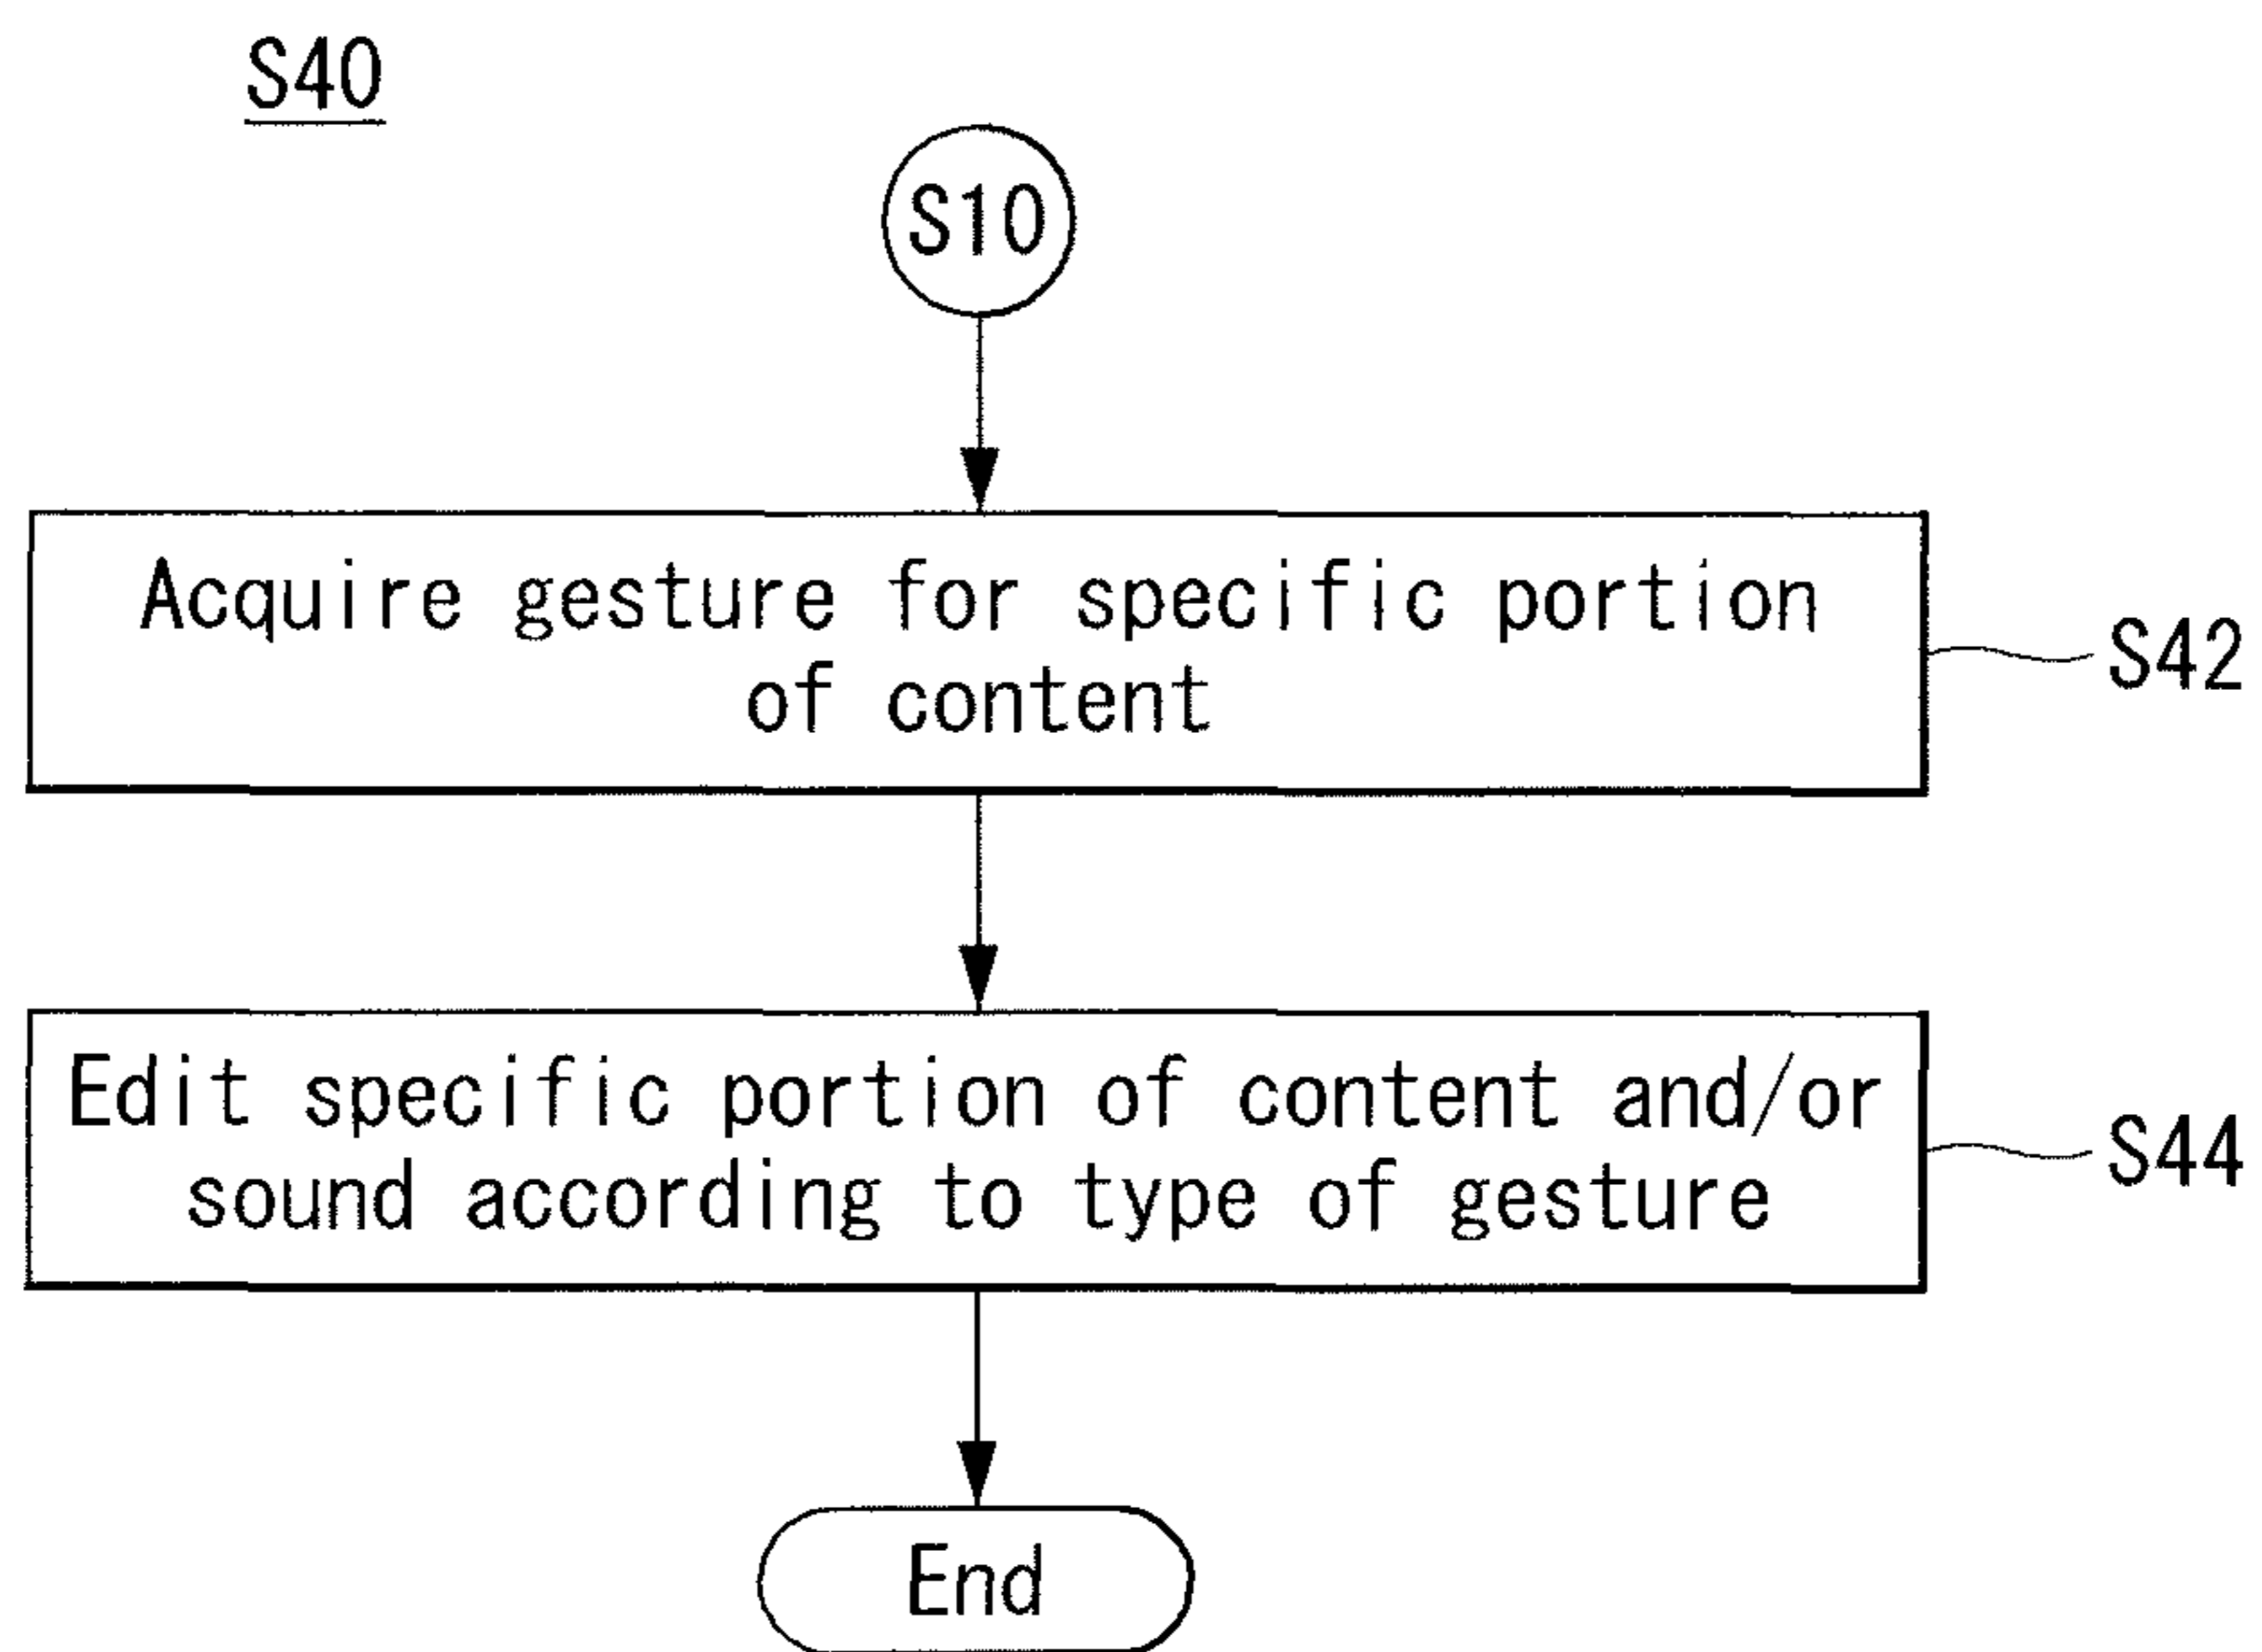 S40
S10
Acquire gesture for specific portion
of content
S42
Edit specific portion of content and/or
sound according to type of gesture
S44
End